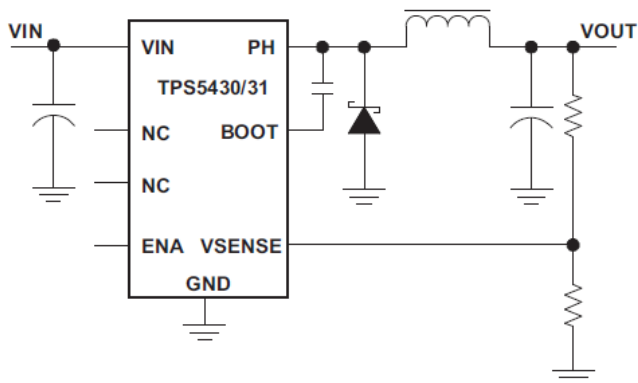 VIN
VIN
PH
VOUT
TPS5430/31
NC
BOOT
NC
ENA
VSENSE
GND